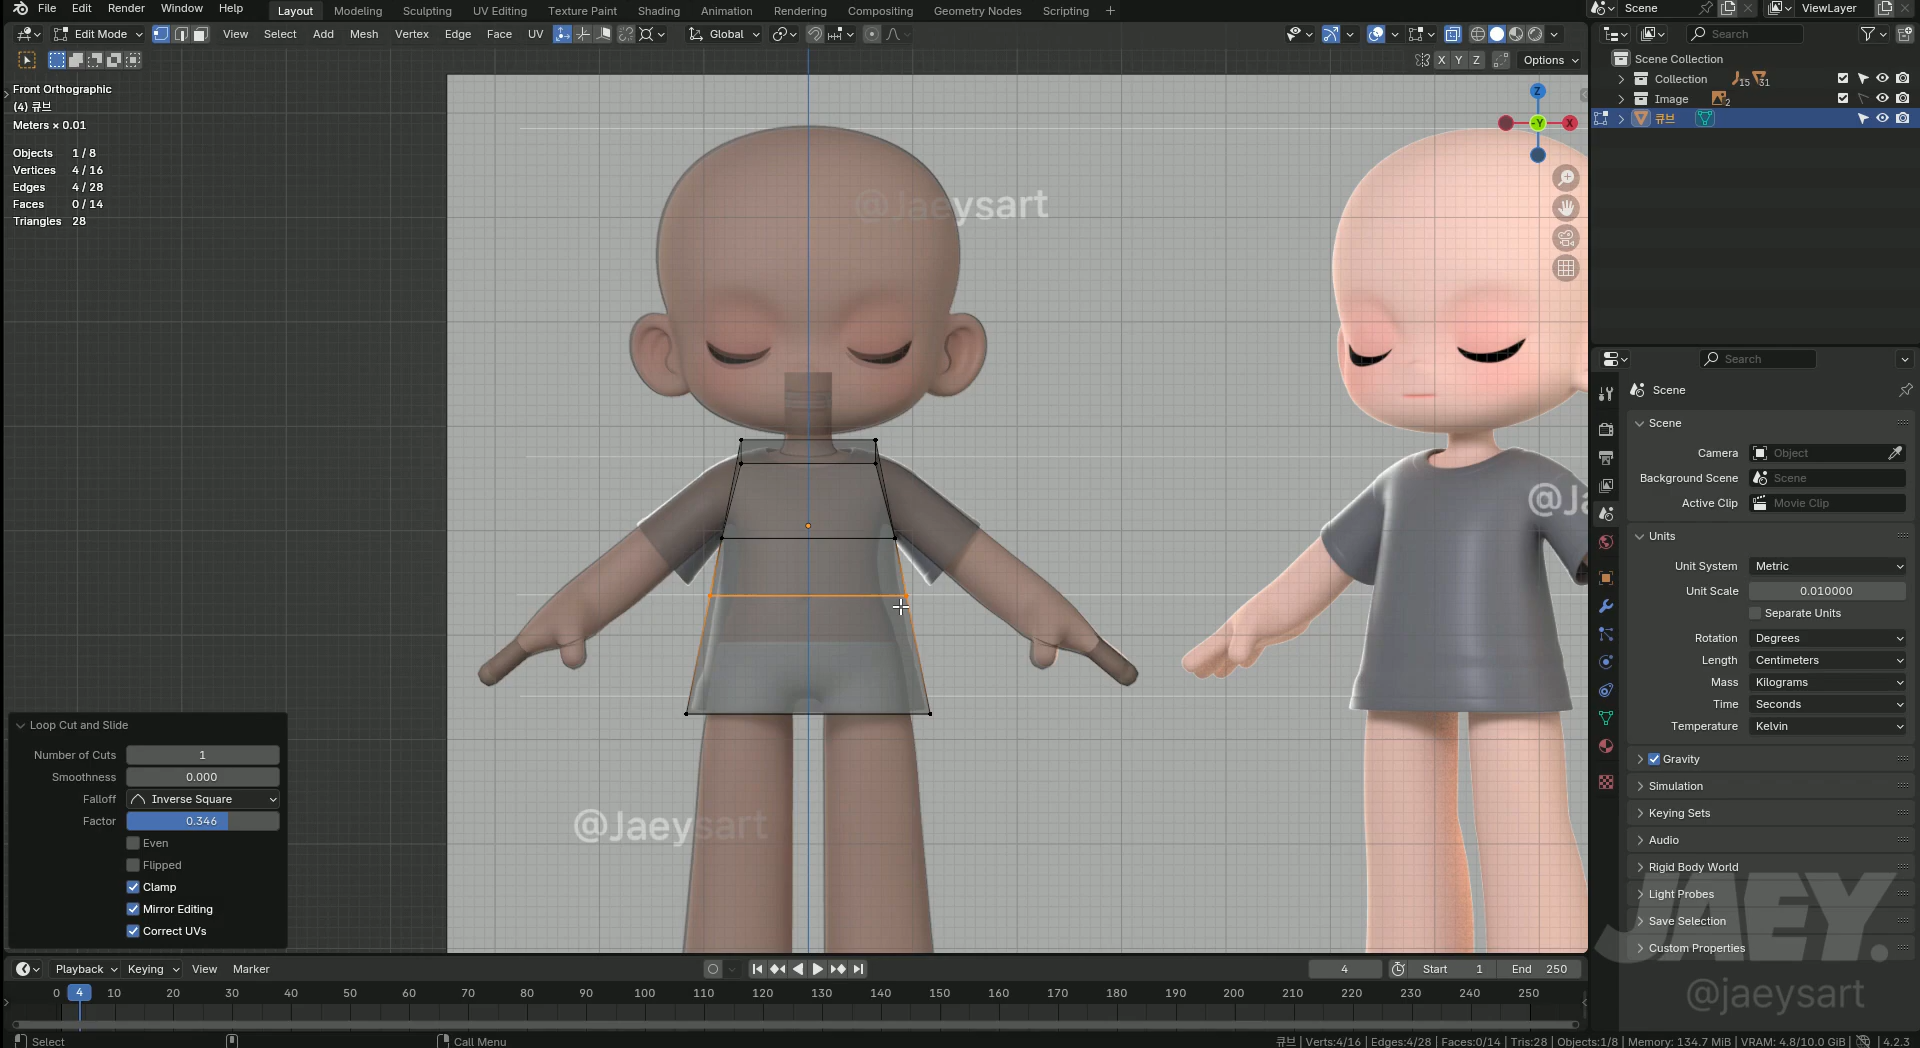 File Edit Render Window Help Layout Modeling Sculpting UV Editing Texture Paint Shading Animation Rendering Compositing Geometry Nodes Scripting + Scene ViewLayer
Edit Mode View Select Add Mesh Vertex Edge Face UV Global Search
X Y Z Options
Scene Collection
Collection 15 31
Image 2
큐브
Front Orthographic
(4) 큐브
Meters × 0.01
Objects 1 / 8
Vertices 4 / 16
Edges 4 / 28
Faces 0 / 14
Triangles 28
Z
-Y X
@Jaeysart
@Ja
@Jaeysart
Loop Cut and Slide
Number of Cuts 1
Smoothness 0.000
Falloff Inverse Square
Factor 0.346
Even
Flipped
Clamp
Mirror Editing
Correct UVs
Search
Scene
Scene
Camera Object
Background Scene Scene
Active Clip Movie Clip
Units
Unit System Metric
Unit Scale 0.010000
Separate Units
Rotation Degrees
Length Centimeters
Mass Kilograms
Time Seconds
Temperature Kelvin
Gravity
Simulation
Keying Sets
Audio
Rigid Body World
Light Probes
Save Selection
Custom Properties
JAEY.
@jaeysart
Playback Keying View Marker 4 Start 1 End 250
0 4 10 20 30 40 50 60 70 80 90 100 110 120 130 140 150 160 170 180 190 200 210 220 230 240 250
Select Call Menu 큐브 | Verts:4/16 | Edges:4/28 | Faces:0/14 | Tris:28 | Objects:1/8 | Memory: 134.7 MiB | VRAM: 4.8/10.0 GiB | 4.2.3